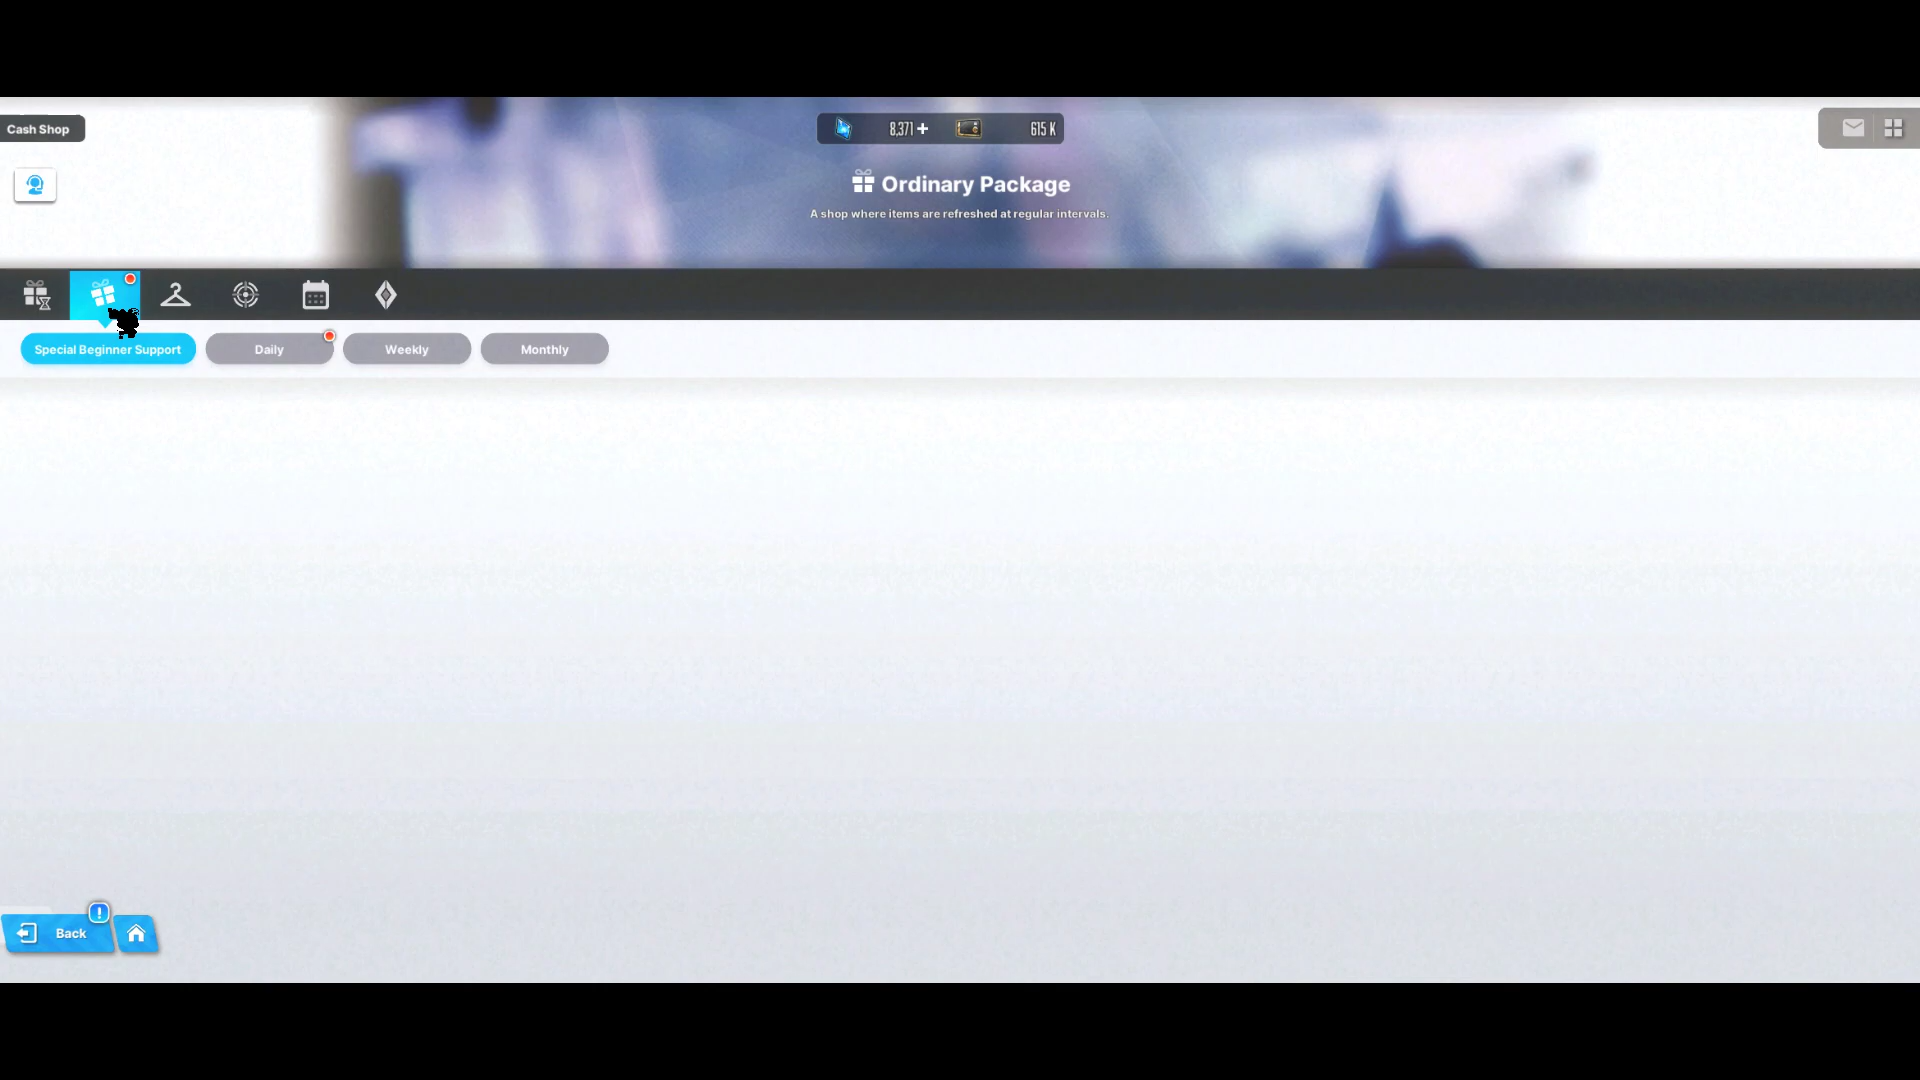 Cash Shop
8,371 +
615 K
Ordinary Package
A shop where items are refreshed at regular intervals.
Special Beginner Support
Daily
Weekly
Monthly
Back
!